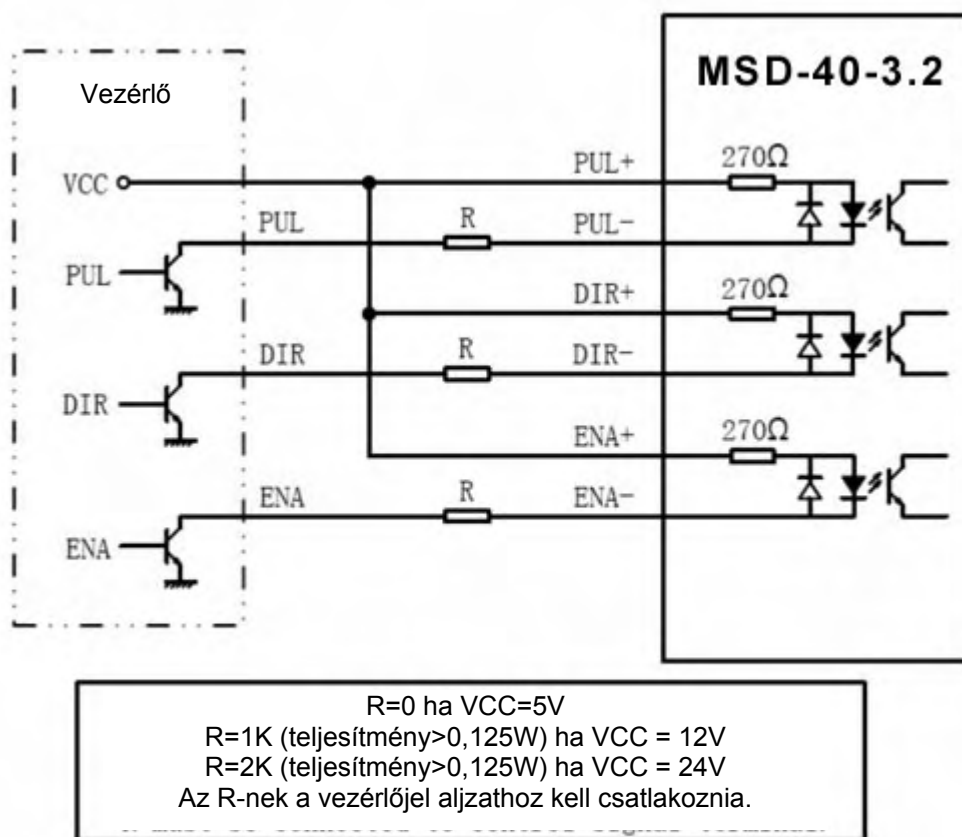 Vezérlő
MSD-40-3.2
VCC
PUL+
270Ω
PUL
R
PUL-
PUL
DIR+
270Ω
DIR
R
DIR-
DIR
ENA+
270Ω
ENA
R
ENA-
ENA
R=0 ha VCC=5V
R=1K (teljesítmény>0,125W) ha VCC = 12V
R=2K (teljesítmény>0,125W) ha VCC = 24V
Az R-nek a vezérlőjel aljzathoz kell csatlakoznia.